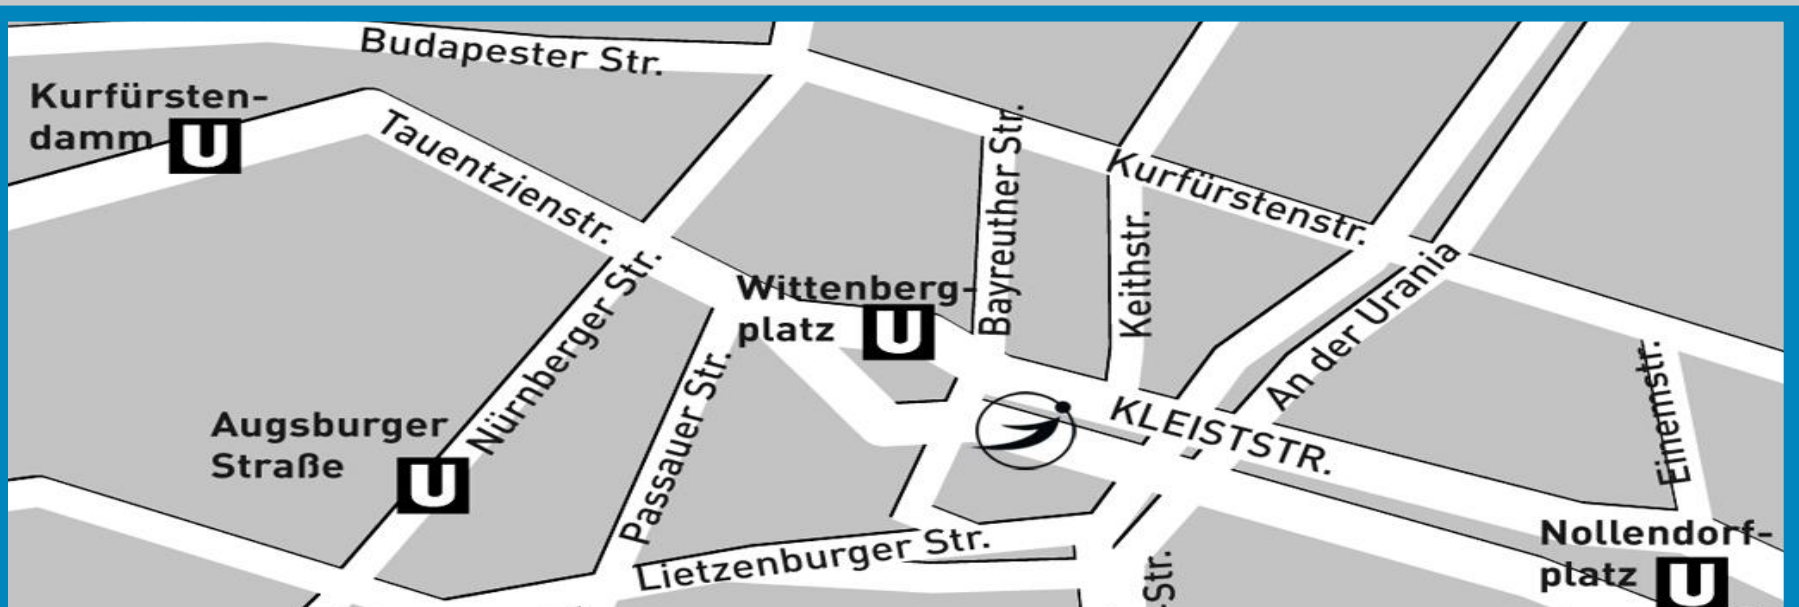 Budapester Str.
Kurfürsten-
damm U
Tauentzienstr.
Bayreuther Str.
Kurfürstenstr.
Keithstr.
An der Urania
Wittenberg-
platz U
Nürnberger Str.
Passauer Str.
Augsburger
Straße U
KLEISTSTR.
Einemstr.
Lietzenburger Str.
-Str.
Nollendorf-
platz U